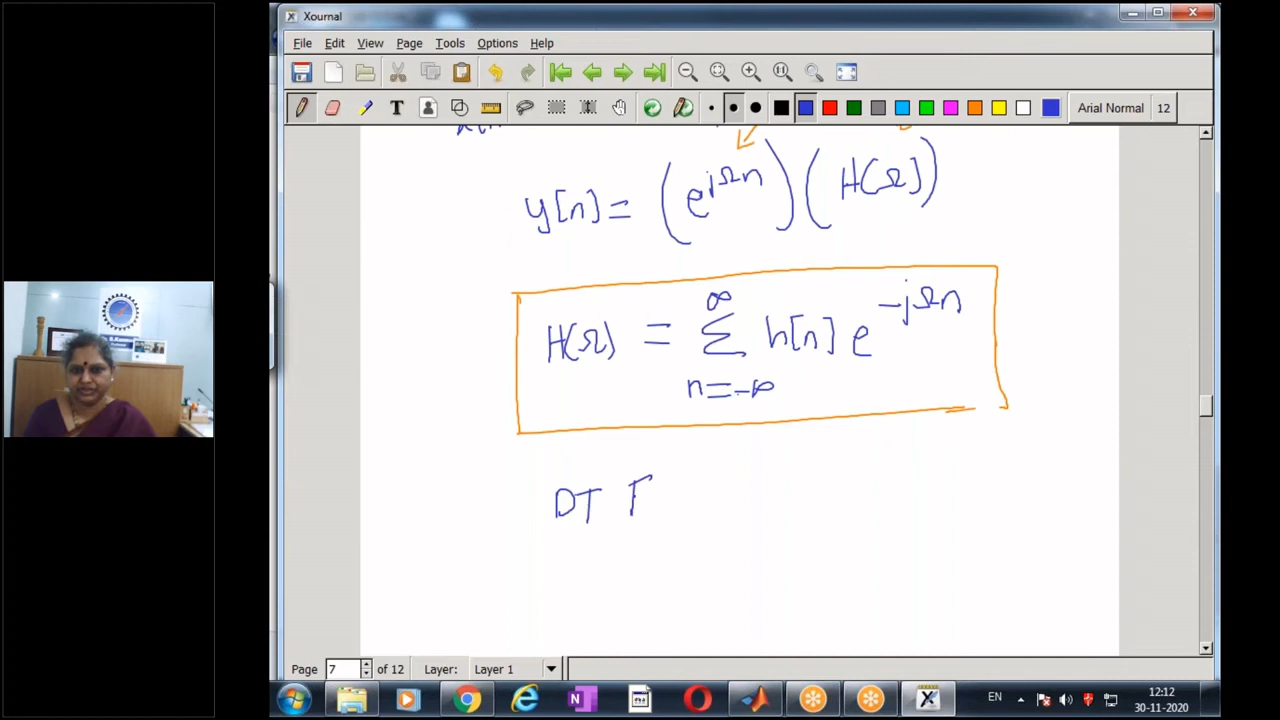 Xournal
File Edit View Page Tools Options Help
Arial Normal 12
y[n] = (e^{jΩn}) (H(Ω))
H(Ω) = ∑_{n=-∞}^{∞} h[n] e^{-jΩn}
DT F
Page 7 of 12 Layer: Layer 1
EN
12:12
30-11-2020